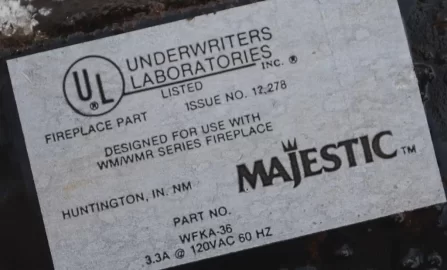 UL ®
UNDERWRITERS
LABORATORIES
INC. ®
LISTED
ISSUE NO. 12,278
FIREPLACE PART
DESIGNED FOR USE WITH
WM/WMR SERIES FIREPLACE
MAJESTIC™
HUNTINGTON, IN. NM
PART NO.
WFKA-36
3.3A @ 120VAC 60 HZ